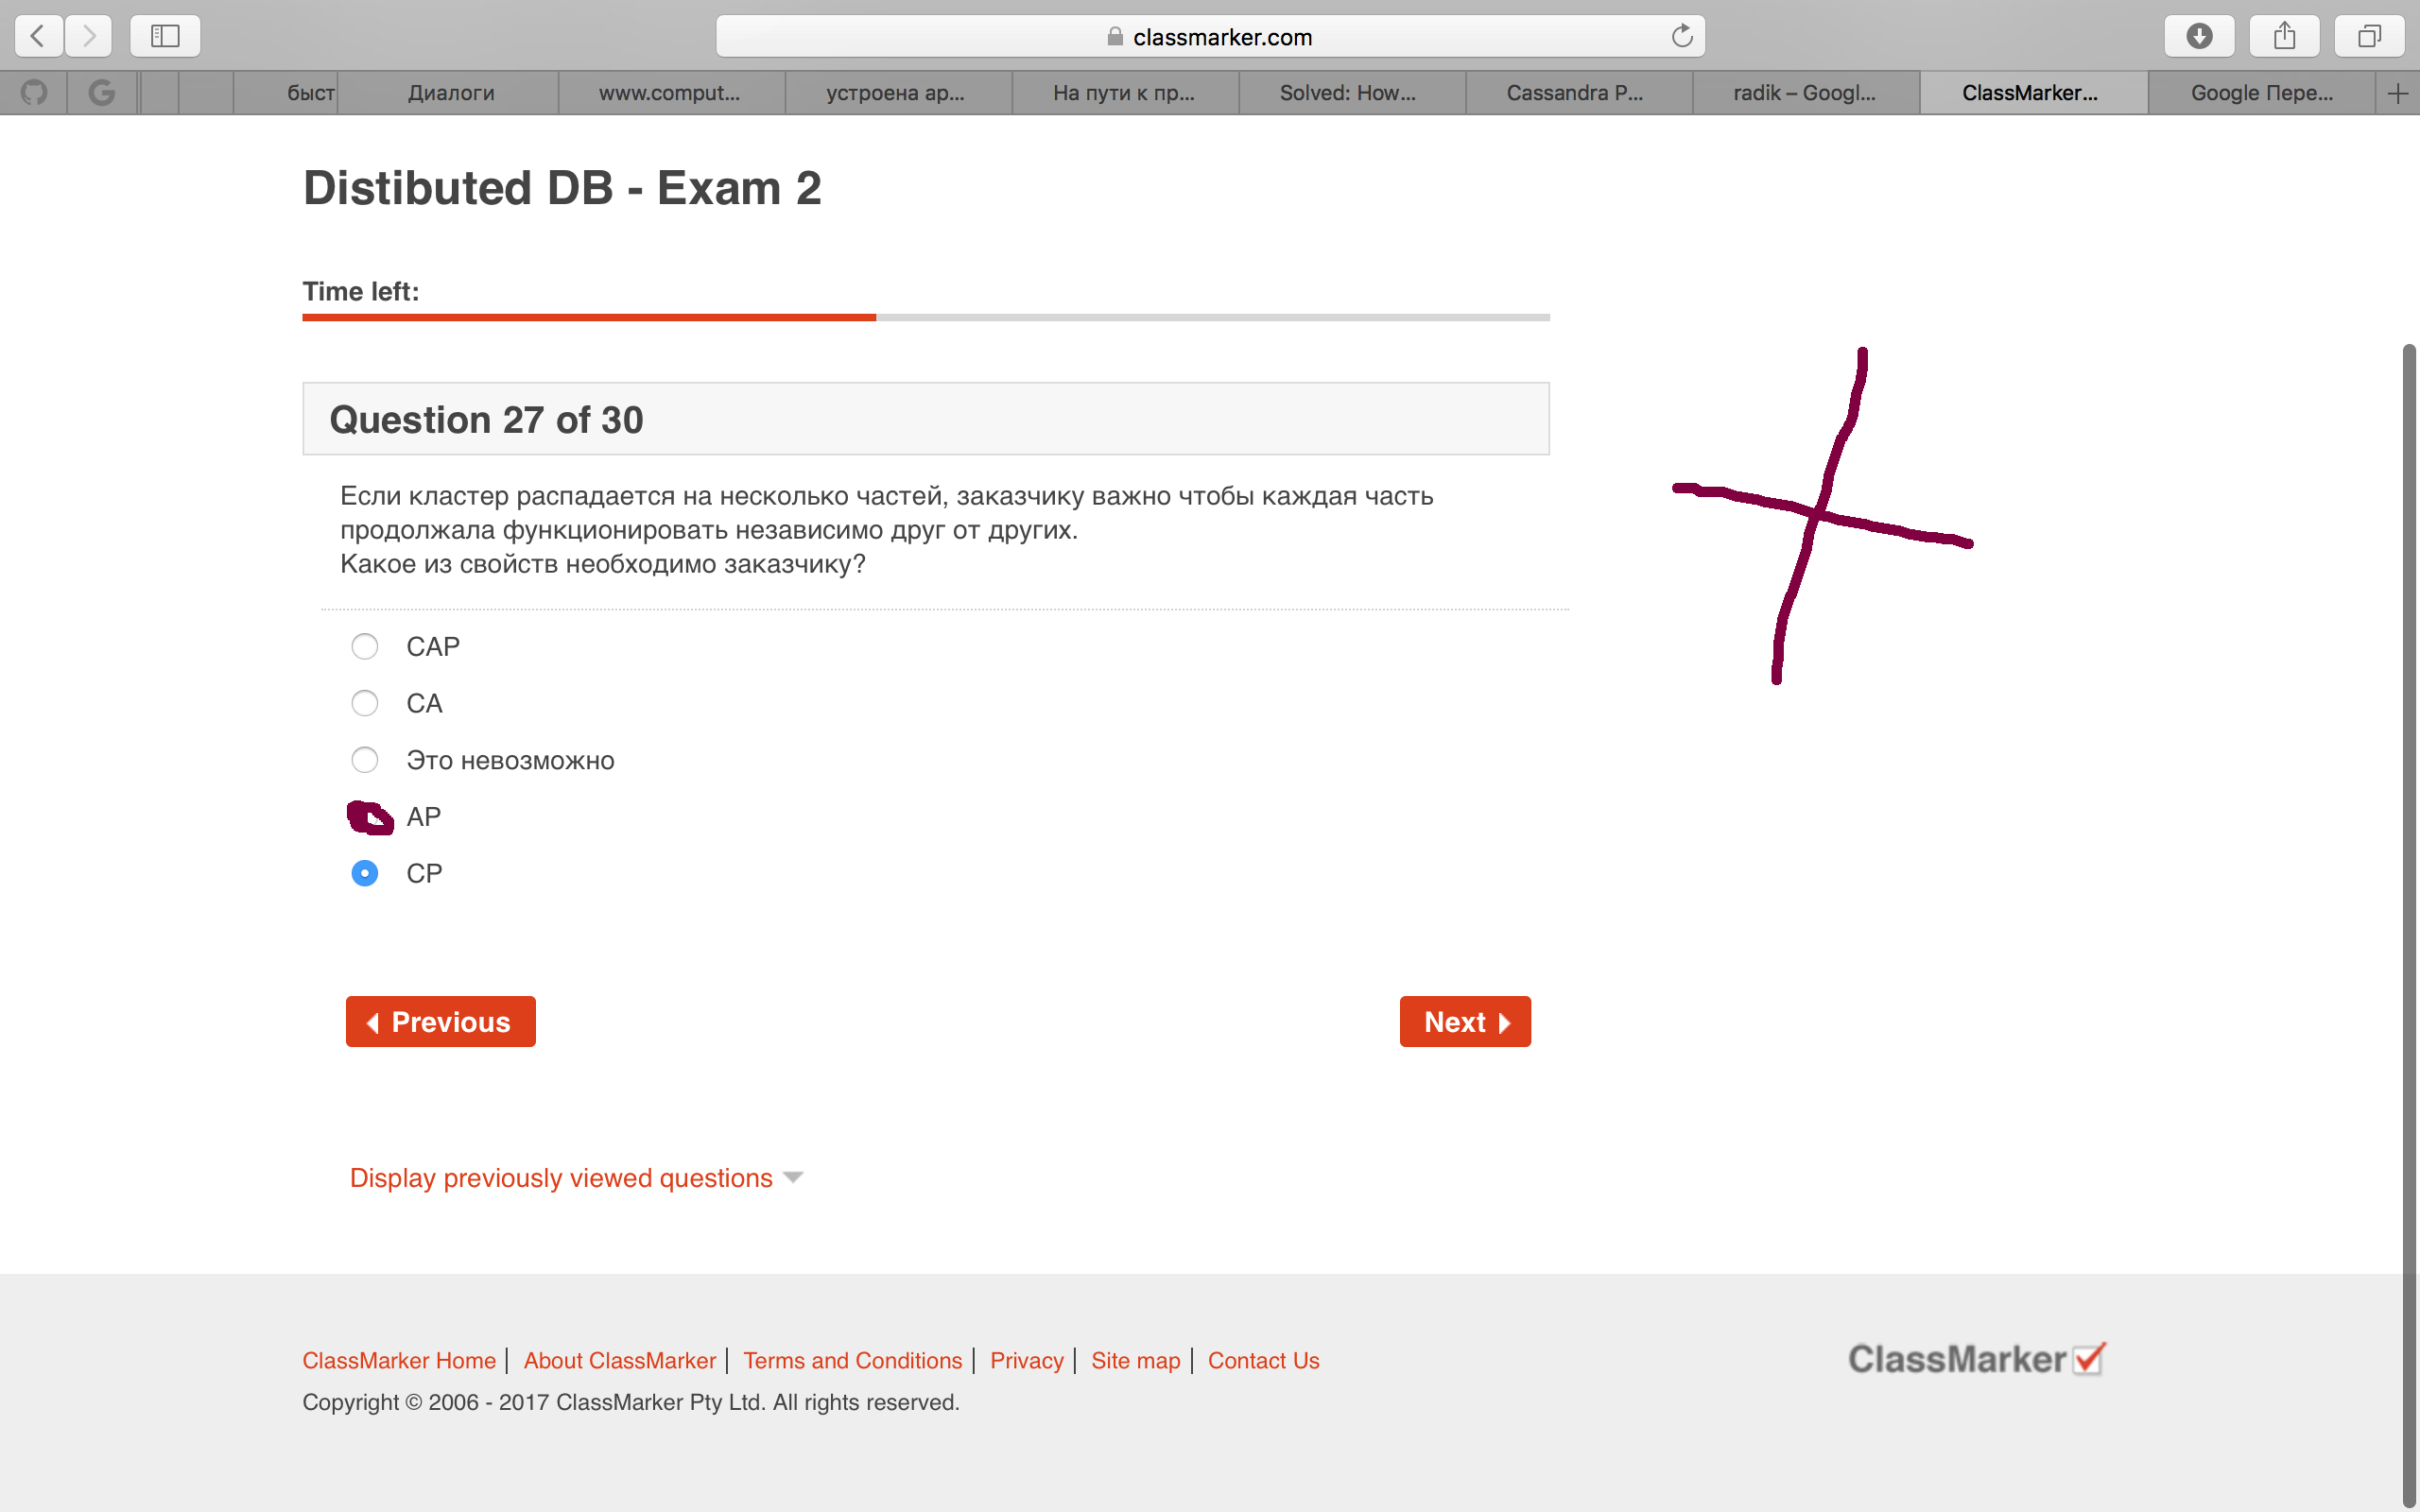 classmarker.com
быст
Диалоги
www.comput...
устроена ар...
На пути к пр...
Solved: How...
Cassandra P...
radik – Googl...
ClassMarker...
Google Пере...
Distibuted DB - Exam 2
Time left:
Question 27 of 30
Если кластер распадается на несколько частей, заказчику важно чтобы каждая часть
продолжала функционировать независимо друг от других.
Какое из свойств необходимо заказчику?
CAP
CA
Это невозможно
AP
CP
Previous
Next
Display previously viewed questions
ClassMarker Home | About ClassMarker | Terms and Conditions | Privacy | Site map | Contact Us
Copyright © 2006 - 2017 ClassMarker Pty Ltd. All rights reserved.
ClassMarker